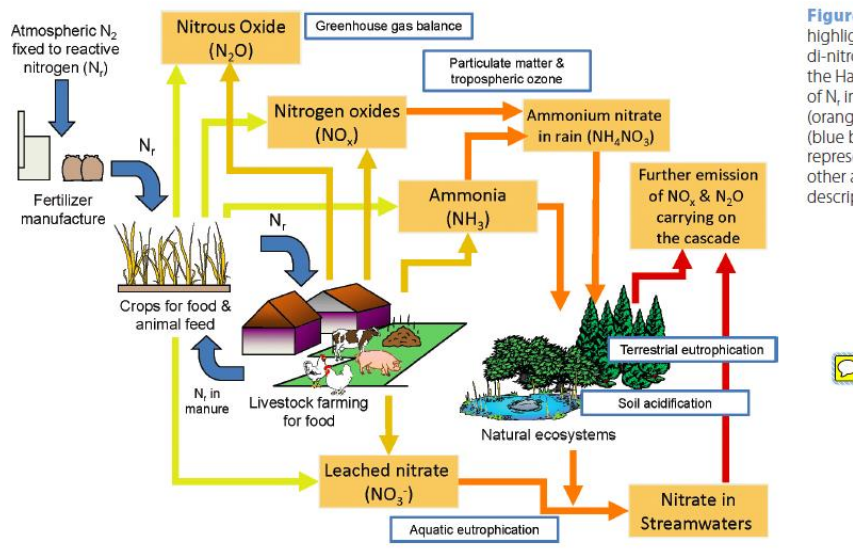 Atmospheric N₂
fixed to reactive
nitrogen (Nᵣ)
Nitrous Oxide
(N₂O)
Greenhouse gas balance
Particulate matter &
tropospheric ozone
Nitrogen oxides
(NOₓ)
Ammonium nitrate
in rain (NH₄NO₃)
Nᵣ
Fertilizer
manufacture
Ammonia
(NH₃)
Further emission
of NOₓ & N₂O
carrying on
the cascade
Nᵣ
Crops for food &
animal feed
Terrestrial eutrophication
Nᵣ in
manure
Livestock farming
for food
Soil acidification
Natural ecosystems
Leached nitrate
(NO₃⁻)
Nitrate in
Streamwaters
Aquatic eutrophication
Figure
highlig
di-nitro
the Ha
of Nᵣ in
(orang
(blue b
represe
other a
descrip